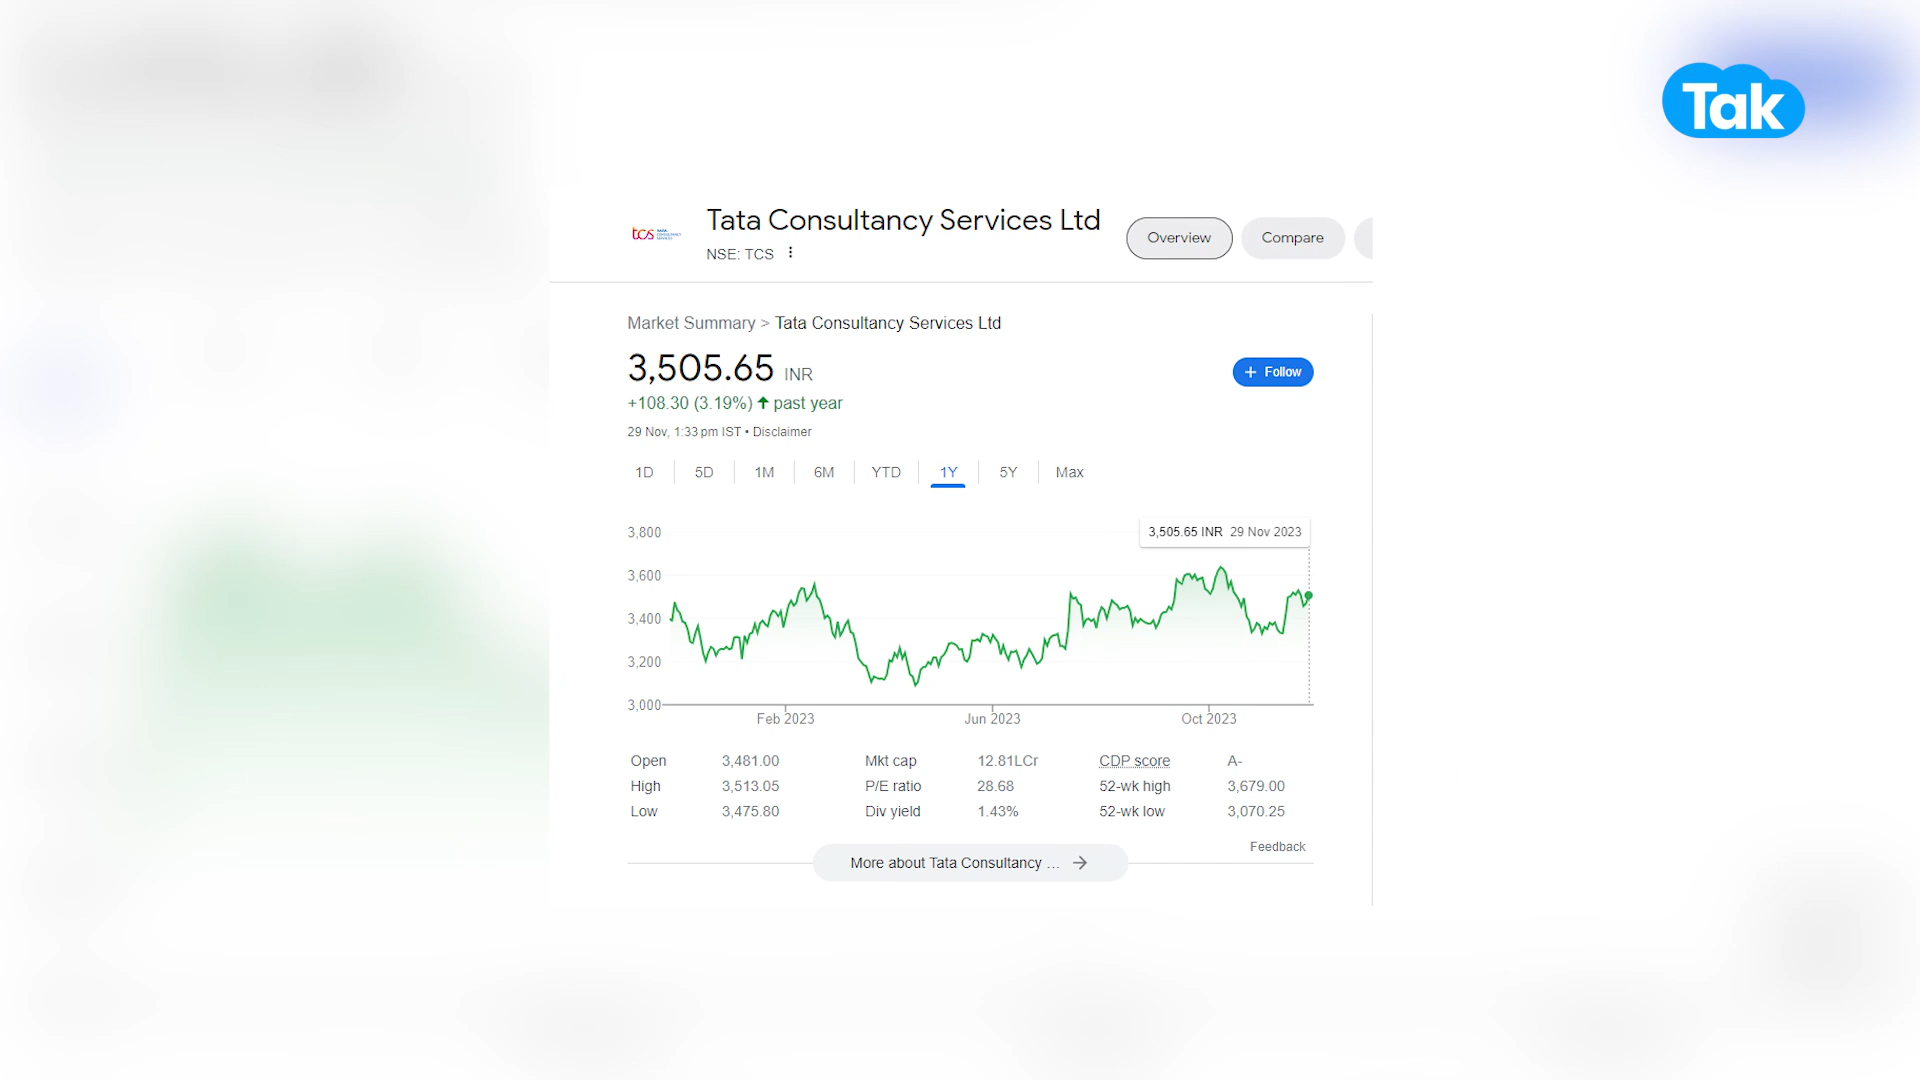 Tak
Tata Consultancy Services Ltd
tcs TATA CONSULTANCY SERVICES
NSE: TCS
Overview
Compare
Market Summary > Tata Consultancy Services Ltd
3,505.65 INR
+ Follow
+108.30 (3.19%) ↑ past year
29 Nov, 1:33 pm IST • Disclaimer
1D 5D 1M 6M YTD 1Y 5Y Max
3,505.65 INR 29 Nov 2023
3,800
3,600
3,400
3,200
3,000
Feb 2023 Jun 2023 Oct 2023
Open 3,481.00 Mkt cap 12.81LCr CDP score A-
High 3,513.05 P/E ratio 28.68 52-wk high 3,679.00
Low 3,475.80 Div yield 1.43% 52-wk low 3,070.25
Feedback
More about Tata Consultancy ... →